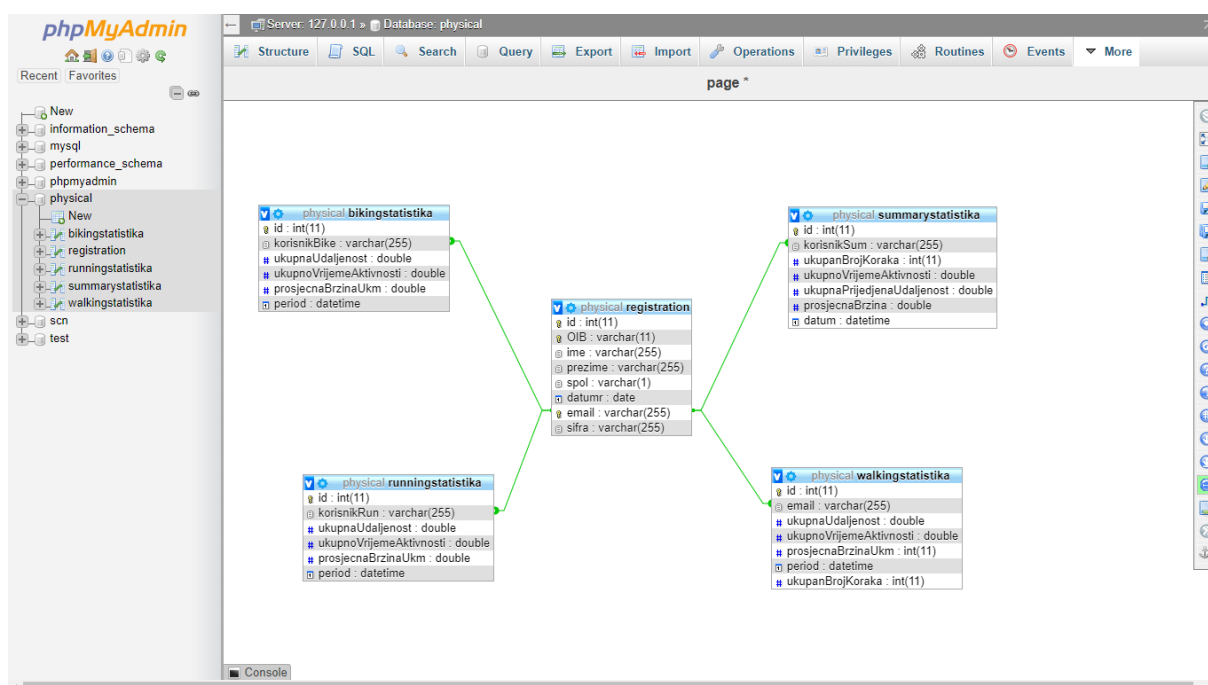 phpMyAdmin
Recent Favorites
New
information_schema
mysql
performance_schema
phpmyadmin
physical
New
bikingstatistika
registration
runningstatistika
summarystatistika
walkingstatistika
scn
test
Server: 127.0.0.1 » Database: physical
Structure SQL Search Query Export Import Operations Privileges Routines Events More
page *
physical bikingstatistika
id : int(11)
korisnikBike : varchar(255)
ukupnaUdaljenost : double
ukupnoVrijemeAktivnosti : double
prosjecnaBrzinaUkm : double
period : datetime
physical summarystatistika
id : int(11)
korisnikSum : varchar(255)
ukupanBrojKoraka : int(11)
ukupnoVrijemeAktivnosti : double
ukupnaPrijedjenaUdaljenost : double
prosjecnaBrzina : double
datum : datetime
physical registration
id : int(11)
OIB : varchar(11)
ime : varchar(255)
prezime : varchar(255)
spol : varchar(1)
datumr : date
email : varchar(255)
sifra : varchar(255)
physical runningstatistika
id : int(11)
korisnikRun : varchar(255)
ukupnaUdaljenost : double
ukupnoVrijemeAktivnosti : double
prosjecnaBrzinaUkm : double
period : datetime
physical walkingstatistika
id : int(11)
email : varchar(255)
ukupnaUdaljenost : double
ukupnoVrijemeAktivnosti : double
prosjecnaBrzinaUkm : int(11)
period : datetime
ukupanBrojKoraka : int(11)
Console